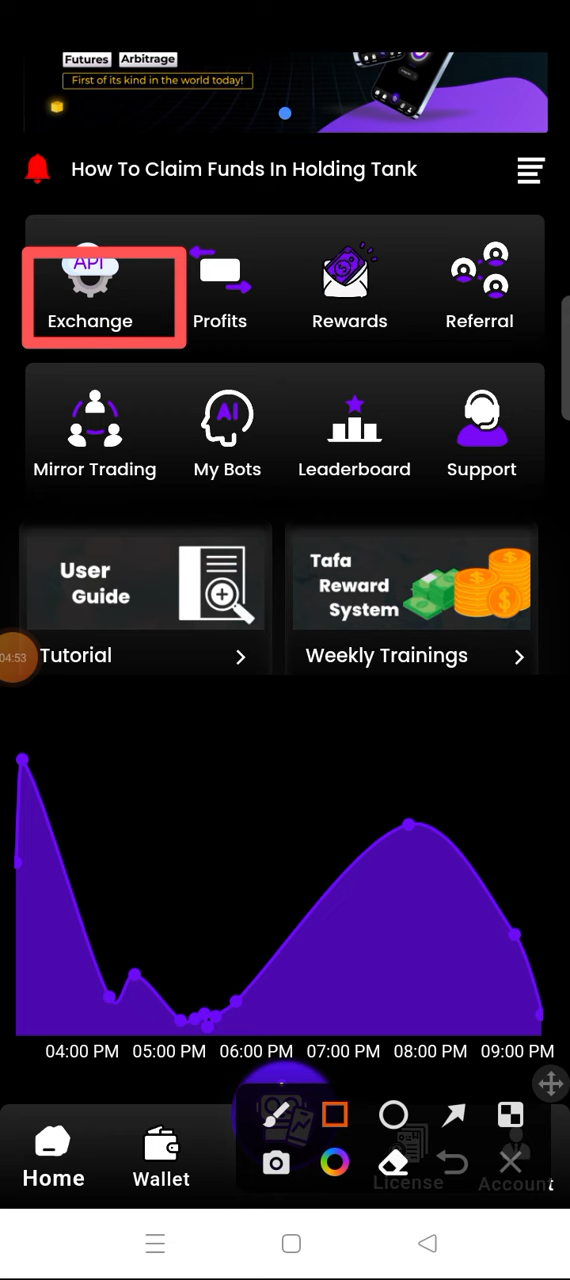 Futures Arbitrage
First of its kind in the world today!
How To Claim Funds In Holding Tank
API
Exchange Profits Rewards Referral
AI
Mirror Trading My Bots Leaderboard Support
User
Guide
Tafa
Reward
System
04:53
Tutorial Weekly Trainings
04:00 PM 05:00 PM 06:00 PM 07:00 PM 08:00 PM 09:00 PM
Home Wallet License Account